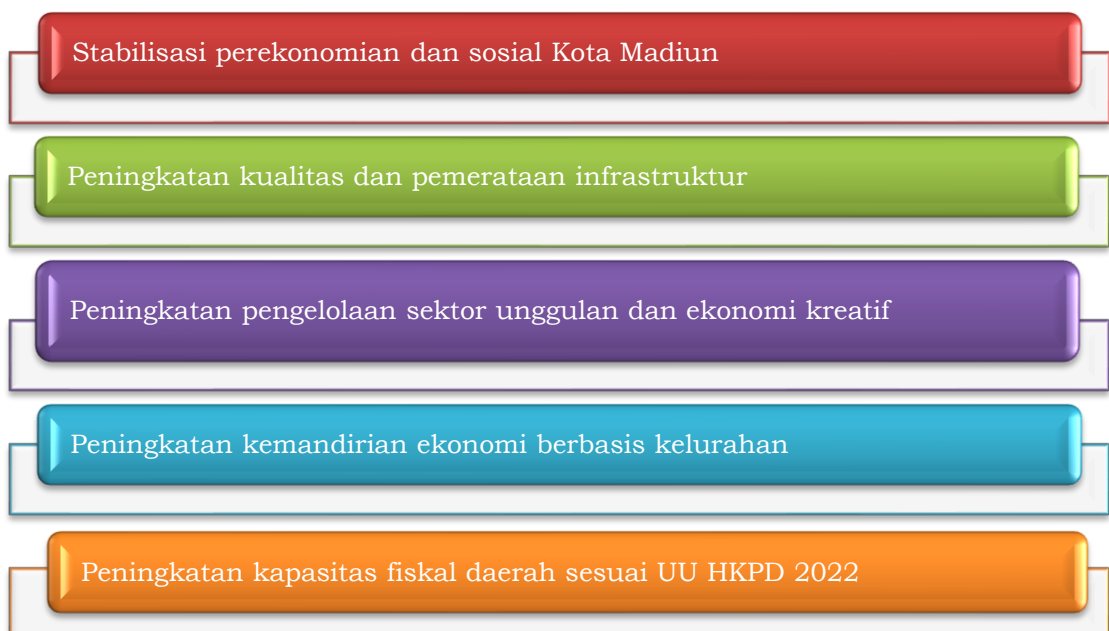 Stabilisasi perekonomian dan sosial Kota Madiun
Peningkatan kualitas dan pemerataan infrastruktur
Peningkatan pengelolaan sektor unggulan dan ekonomi kreatif
Peningkatan kemandirian ekonomi berbasis kelurahan
Peningkatan kapasitas fiskal daerah sesuai UU HKPD 2022